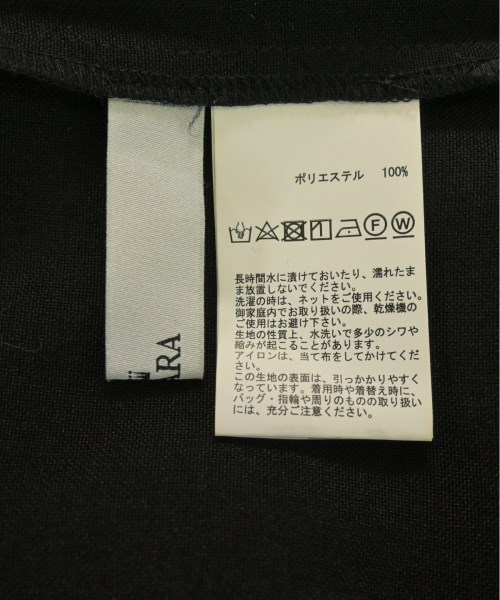 ポリエステル 100%
F W
長時間水に漬けておいたり、濡れたま
ま放置しないでください。
洗濯の時は、ネットをご使用ください。
御家庭内でお取り扱いの際、乾燥機の
ご使用はお避け下さい。
生地の性質上、水洗いで多少のシワや
縮みが起こることがあります。
アイロンは、当て布をしてかけてくだ
さい。
この生地の表面は、引っかかりやすく
なっています。着用時や着替え時に、
バッグ・指輪や周りのものの取り扱い
には、充分ご注意ください。
ARA